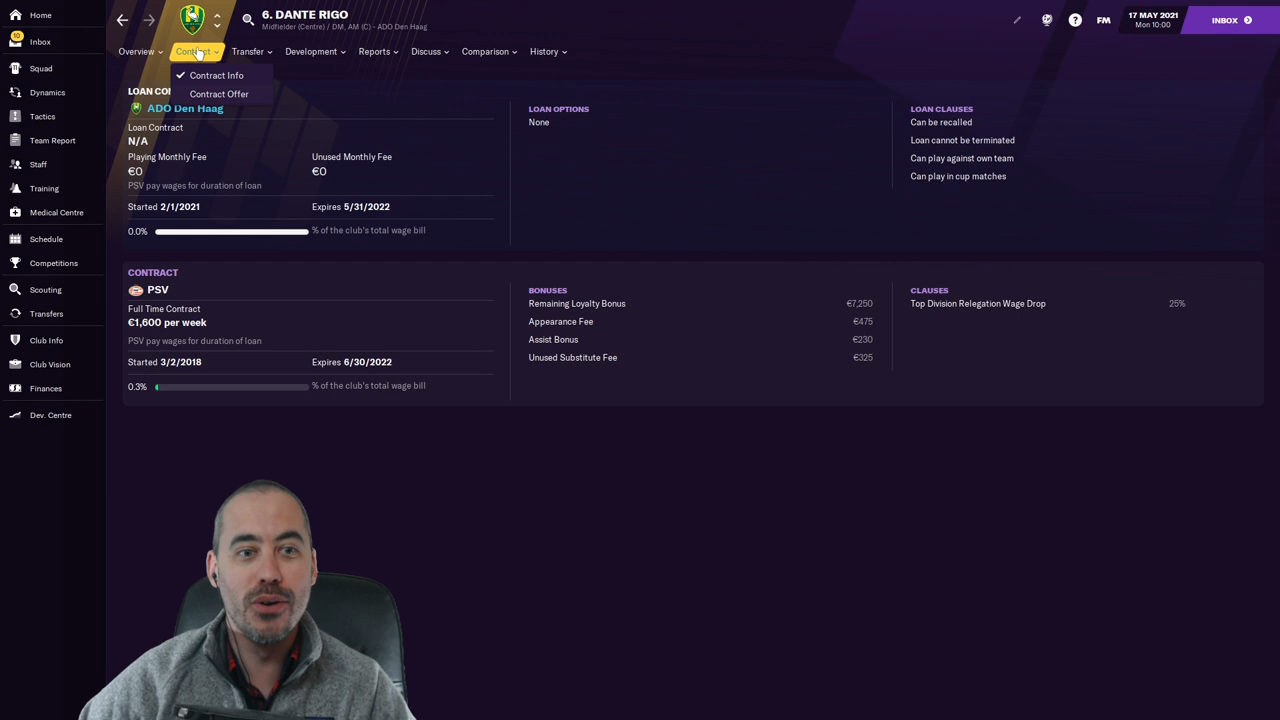 6. DANTE RIGO
Midfielder (Centre) / DM, AM (C) - ADO Den Haag
17 MAY 2021
Mon 10:00
INBOX
FM
?
Home
10
Inbox
Squad
Dynamics
Tactics
Team Report
Staff
Training
Medical Centre
Schedule
Competitions
Scouting
Transfers
Club Info
Club Vision
Finances
Dev. Centre
Overview Contract Transfer Development Reports Discuss Comparison History
Contract Info
Contract Offer
LOAN CO
ADO Den Haag
Loan Contract
N/A
Playing Monthly Fee Unused Monthly Fee
€0 €0
PSV pay wages for duration of loan
Started 2/1/2021 Expires 5/31/2022
0.0% % of the club's total wage bill
LOAN OPTIONS
None
LOAN CLAUSES
Can be recalled
Loan cannot be terminated
Can play against own team
Can play in cup matches
CONTRACT
PSV
Full Time Contract
€1,600 per week
PSV pay wages for duration of loan
Started 3/2/2018 Expires 6/30/2022
0.3% % of the club's total wage bill
BONUSES
Remaining Loyalty Bonus €7,250
Appearance Fee €475
Assist Bonus €230
Unused Substitute Fee €325
CLAUSES
Top Division Relegation Wage Drop 25%